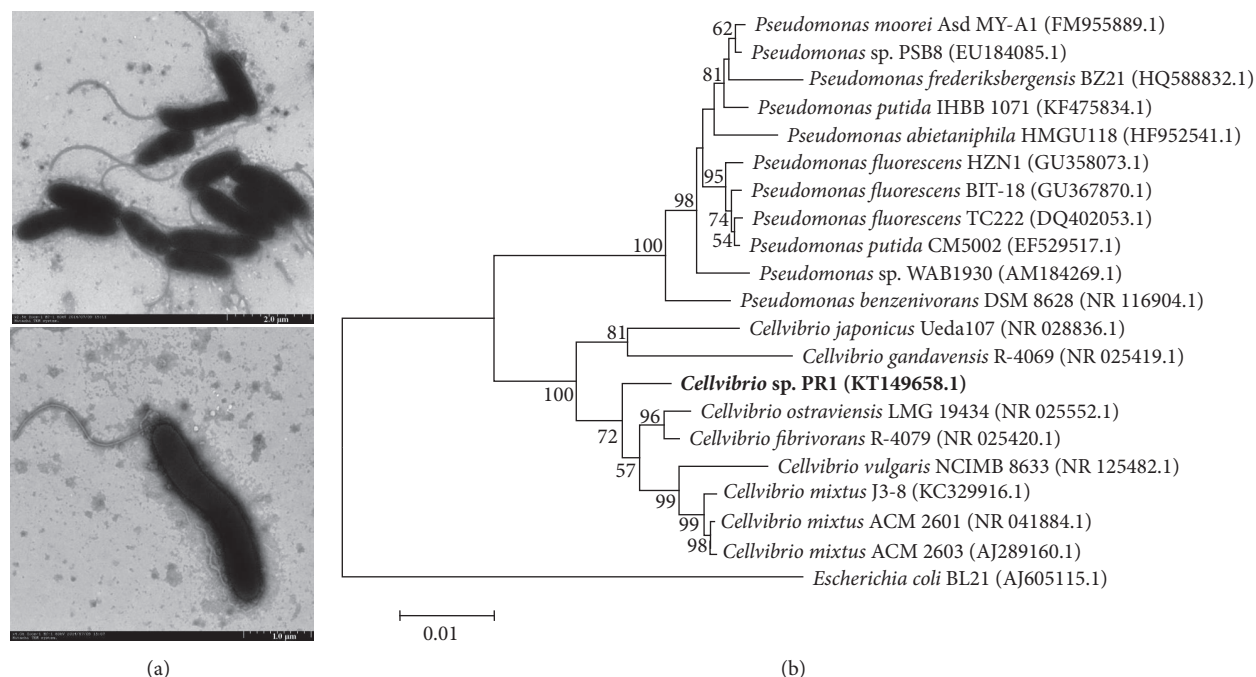 2.0 μm
1.0 μm
(a)
Pseudomonas moorei Asd MY-A1 (FM955889.1)
62
Pseudomonas sp. PSB8 (EU184085.1)
81
Pseudomonas frederiksbergensis BZ21 (HQ588832.1)
Pseudomonas putida IHBB 1071 (KF475834.1)
Pseudomonas abietaniphila HMGU118 (HF952541.1)
Pseudomonas fluorescens HZN1 (GU358073.1)
95
Pseudomonas fluorescens BIT-18 (GU367870.1)
98
Pseudomonas fluorescens TC222 (DQ402053.1)
74
Pseudomonas putida CM5002 (EF529517.1)
54
100
Pseudomonas sp. WAB1930 (AM184269.1)
Pseudomonas benzenivorans DSM 8628 (NR 116904.1)
Cellvibrio japonicus Ueda107 (NR 028836.1)
81
Cellvibrio gandavensis R-4069 (NR 025419.1)
Cellvibrio sp. PR1 (KT149658.1)
100
Cellvibrio ostraviensis LMG 19434 (NR 025552.1)
96
Cellvibrio fibrivorans R-4079 (NR 025420.1)
72
Cellvibrio vulgaris NCIMB 8633 (NR 125482.1)
57
Cellvibrio mixtus J3-8 (KC329916.1)
99
Cellvibrio mixtus ACM 2601 (NR 041884.1)
99
Cellvibrio mixtus ACM 2603 (AJ289160.1)
98
Escherichia coli BL21 (AJ605115.1)
0.01
(b)